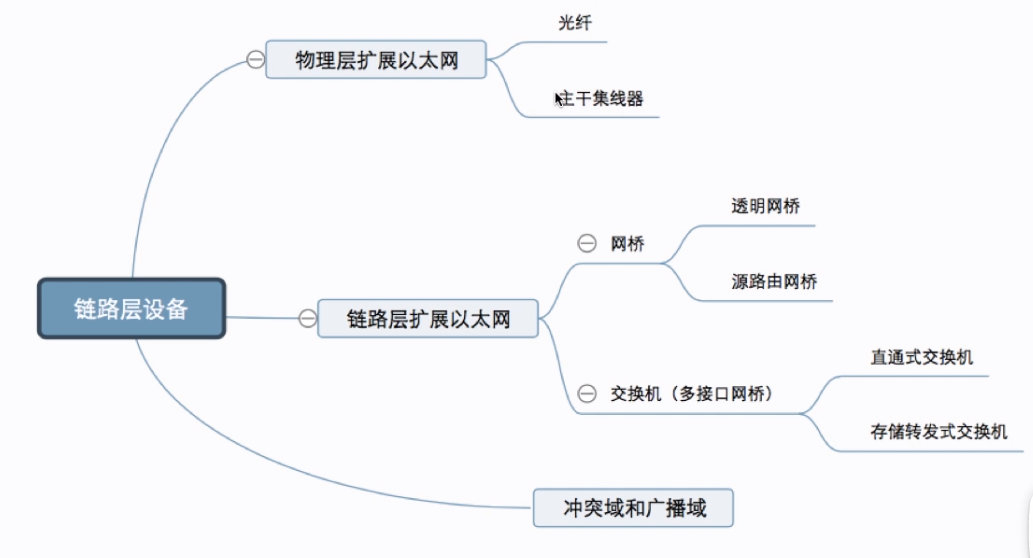 光纤
物理层扩展以太网
主干集线器
透明网桥
网桥
源路由网桥
链路层设备
链路层扩展以太网
直通式交换机
交换机（多接口网桥）
存储转发式交换机
冲突域和广播域